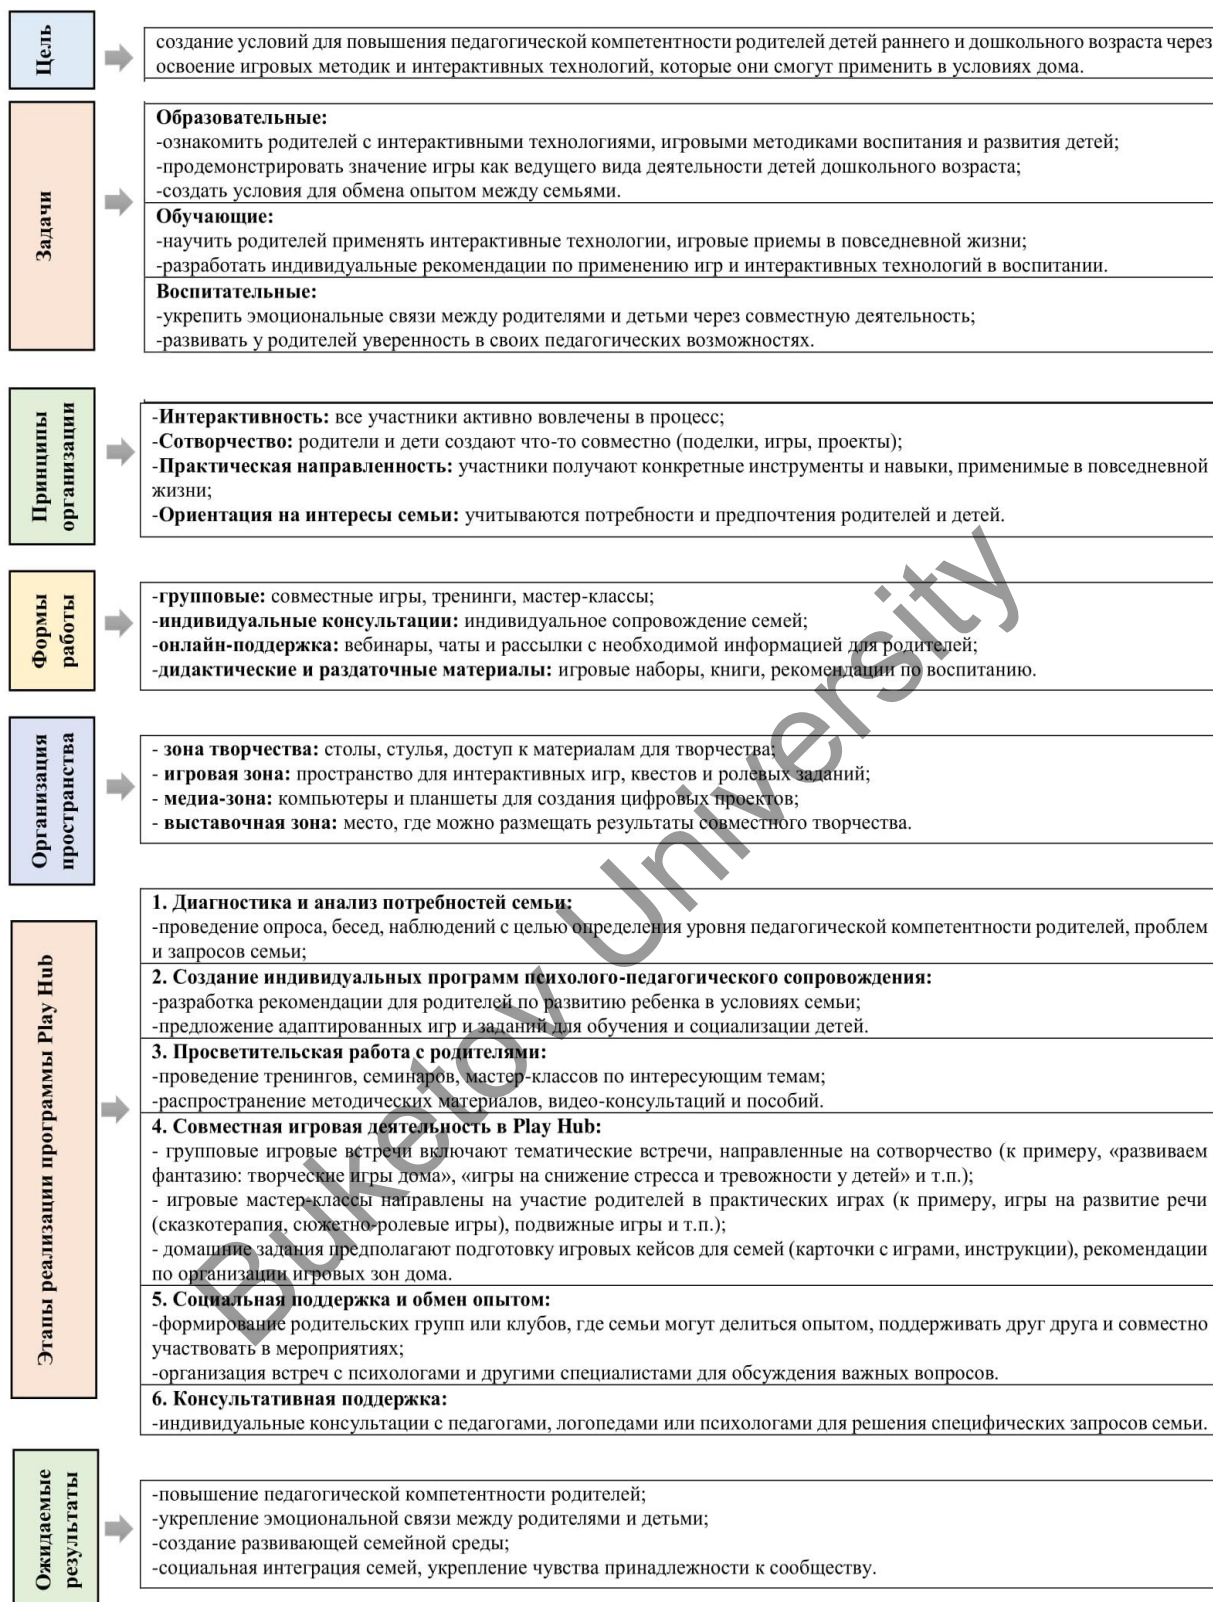 Цель
создание условий для повышения педагогической компетентности родителей детей раннего и дошкольного возраста через
освоение игровых методик и интерактивных технологий, которые они смогут применить в условиях дома.
Задачи
Образовательные:
-ознакомить родителей с интерактивными технологиями, игровыми методиками воспитания и развития детей;
-продемонстрировать значение игры как ведущего вида деятельности детей дошкольного возраста;
-создать условия для обмена опытом между семьями.
Обучающие:
-научить родителей применять интерактивные технологии, игровые приемы в повседневной жизни;
-разработать индивидуальные рекомендации по применению игр и интерактивных технологий в воспитании.
Воспитательные:
-укрепить эмоциональные связи между родителями и детьми через совместную деятельность;
-развивать у родителей уверенность в своих педагогических возможностях.
Принципы
организации
-Интерактивность: все участники активно вовлечены в процесс;
-Сотворчество: родители и дети создают что-то совместно (поделки, игры, проекты);
-Практическая направленность: участники получают конкретные инструменты и навыки, применимые в повседневной
жизни;
-Ориентация на интересы семьи: учитываются потребности и предпочтения родителей и детей.
Формы
работы
-групповые: совместные игры, тренинги, мастер-классы;
-индивидуальные консультации: индивидуальное сопровождение семей;
-онлайн-поддержка: вебинары, чаты и рассылки с необходимой информацией для родителей;
-дидактические и раздаточные материалы: игровые наборы, книги, рекомендации по воспитанию.
Организация
пространства
- зона творчества: столы, стулья, доступ к материалам для творчества;
- игровая зона: пространство для интерактивных игр, квестов и ролевых заданий;
- медиа-зона: компьютеры и планшеты для создания цифровых проектов;
- выставочная зона: место, где можно размещать результаты совместного творчества.
Этапы реализации программы Play Hub
1. Диагностика и анализ потребностей семьи:
-проведение опроса, бесед, наблюдений с целью определения уровня педагогической компетентности родителей, проблем
и запросов семьи;
2. Создание индивидуальных программ психолого-педагогического сопровождения:
-разработка рекомендации для родителей по развитию ребенка в условиях семьи;
-предложение адаптированных игр и заданий для обучения и социализации детей.
3. Просветительская работа с родителями:
-проведение тренингов, семинаров, мастер-классов по интересующим темам;
-распространение методических материалов, видео-консультаций и пособий.
4. Совместная игровая деятельность в Play Hub:
- групповые игровые встречи включают тематические встречи, направленные на сотворчество (к примеру, «развиваем
фантазию: творческие игры дома», «игры на снижение стресса и тревожности у детей» и т.п.);
- игровые мастер-классы направлены на участие родителей в практических играх (к примеру, игры на развитие речи
(сказкотерапия, сюжетно-ролевые игры), подвижные игры и т.п.);
- домашние задания предполагают подготовку игровых кейсов для семей (карточки с играми, инструкции), рекомендации
по организации игровых зон дома.
5. Социальная поддержка и обмен опытом:
-формирование родительских групп или клубов, где семьи могут делиться опытом, поддерживать друг друга и совместно
участвовать в мероприятиях;
-организация встреч с психологами и другими специалистами для обсуждения важных вопросов.
6. Консультативная поддержка:
-индивидуальные консультации с педагогами, логопедами или психологами для решения специфических запросов семьи.
Ожидаемые
результаты
-повышение педагогической компетентности родителей;
-укрепление эмоциональной связи между родителями и детьми;
-создание развивающей семейной среды;
-социальная интеграция семей, укрепление чувства принадлежности к сообществу.
Buketov University